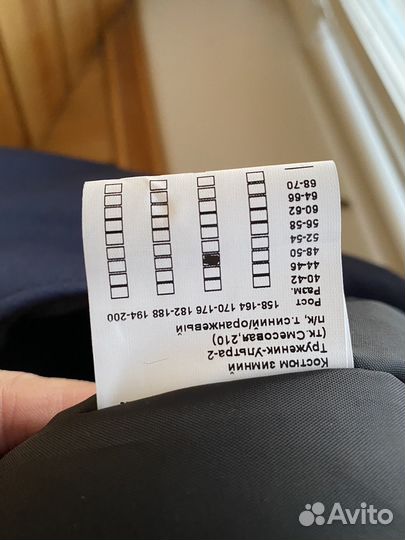 Костюм зимний
Труженик-Ультра-2
(тк.Смесовая,210)
п/к, т.синий/оранжевый
Рост 158-164 170-176 182-188 194-200
Разм.
40-42
44-46
48-50
52-54
56-58
60-62
64-66
68-70
Avito